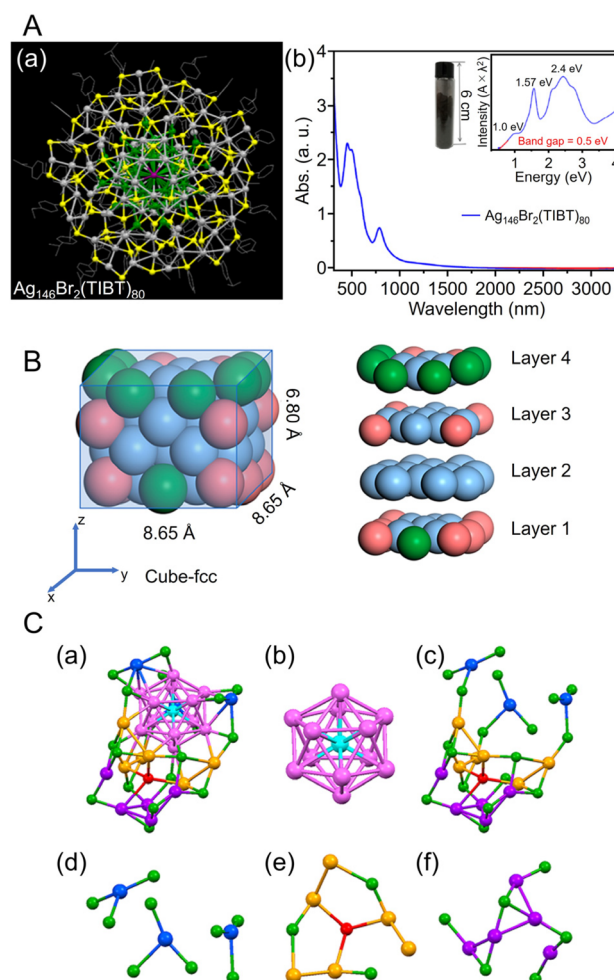 A
(a)
Ag₁₄₆Br₂(TIBT)₈₀
(b)
Abs. (a. u.)
4
3
2
1
0
500
1000
1500
2000
2500
3000
Wavelength (nm)
6 cm
Intensity (A × λ²)
1.0 eV
1.57 eV
2.4 eV
Band gap = 0.5 eV
1
2
3
4
Energy (eV)
Ag₁₄₆Br₂(TIBT)₈₀
B
6.80 Å
8.65 Å
8.65 Å
z
y
x
Cube-fcc
Layer 4
Layer 3
Layer 2
Layer 1
C
(a)
(b)
(c)
(d)
(e)
(f)